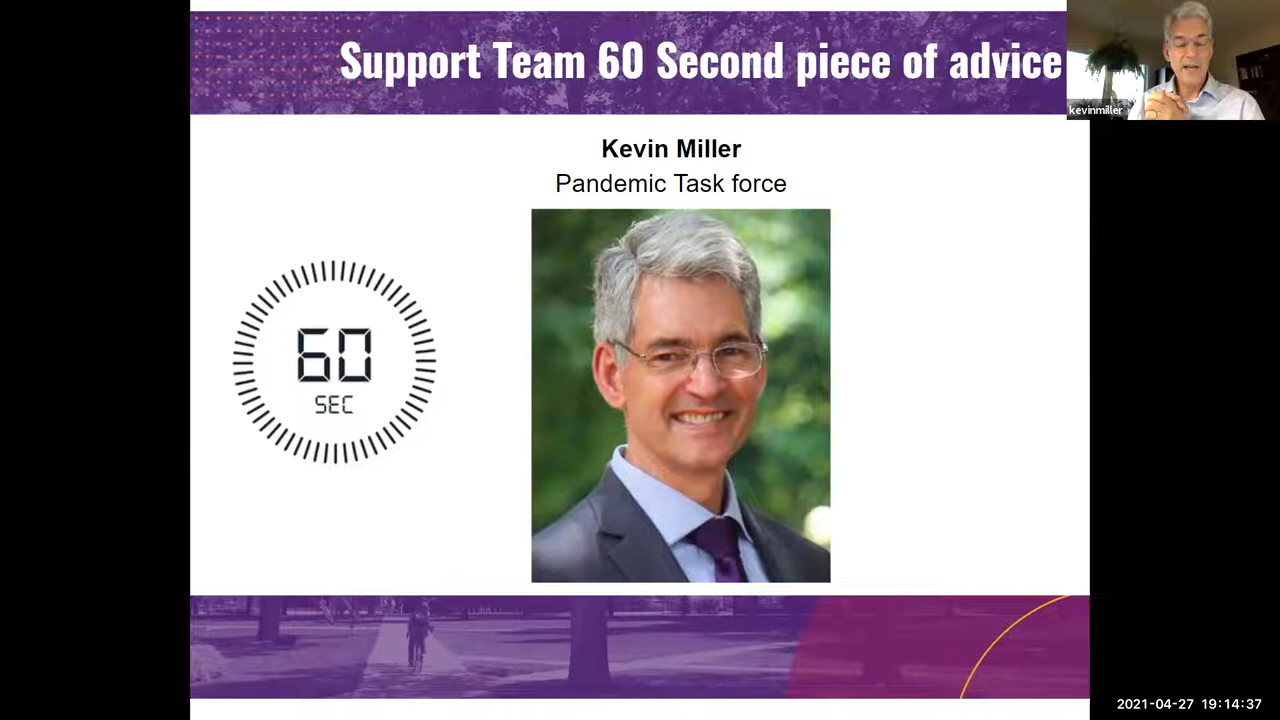 Support Team 60 Second piece of advice
kevinmiller
Kevin Miller
Pandemic Task force
60
SEC
2021-04-27 19:14:37